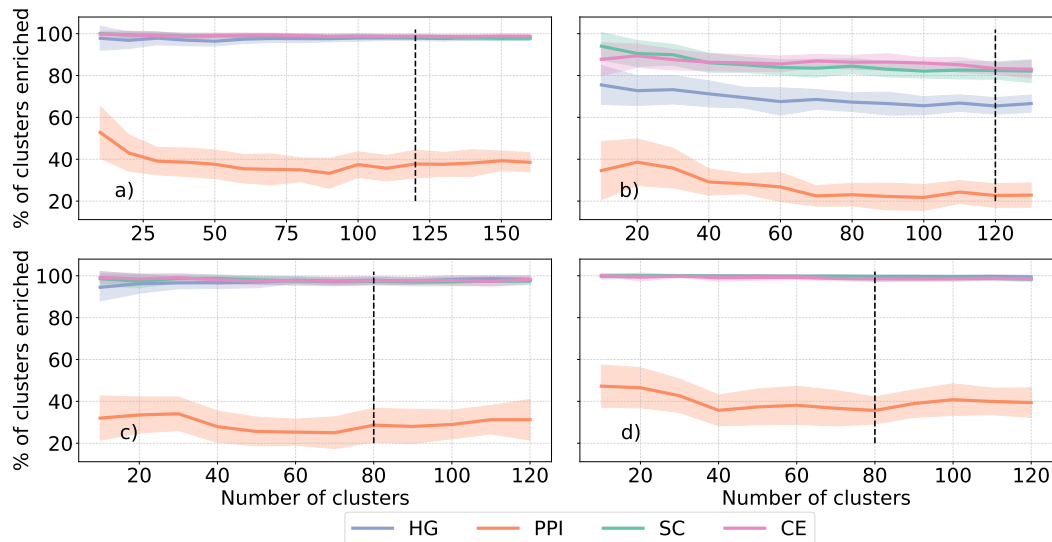 % of clusters enriched
100
80
60
40
20
a)
25 50 75 100 125 150
b)
20 40 60 80 100 120
% of clusters enriched
100
80
60
40
20
c)
20 40 60 80 100 120
Number of clusters
d)
20 40 60 80 100 120
Number of clusters
HG PPI SC CE